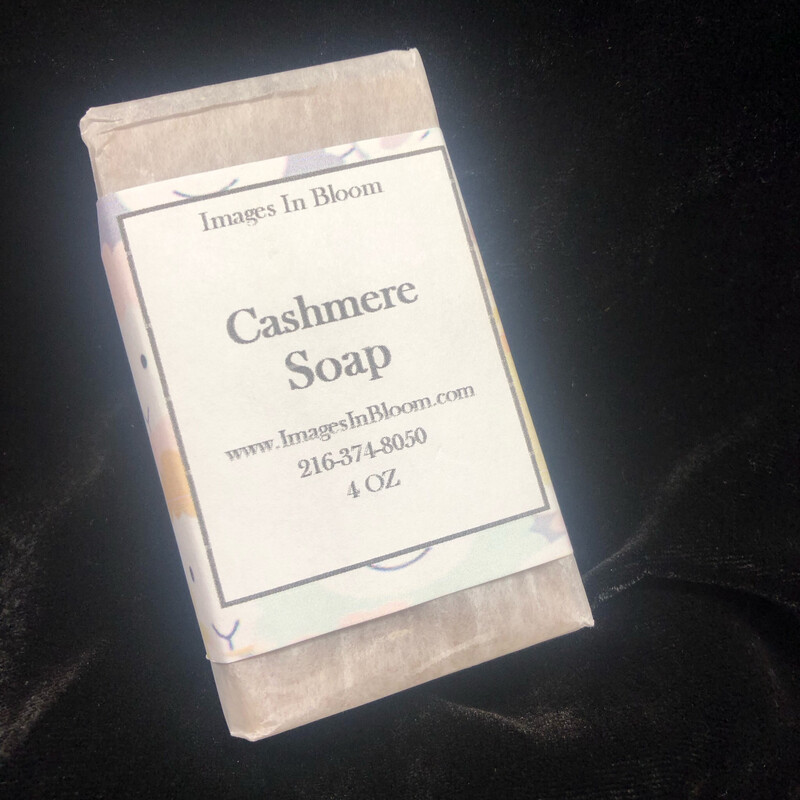 Images In Bloom
Cashmere
Soap
www.ImagesInBloom.com
216-374-8050
4 OZ